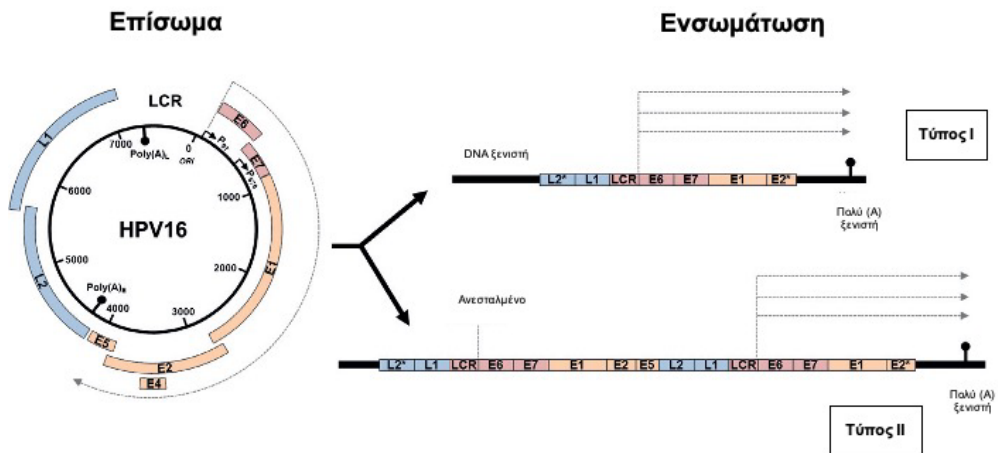 Επίσωμα
Ενσωμάτωση
LCR
E6
P97
E7
P670
L1
7000
0
ORI
Poly(A)L
1000
6000
HPV16
E1
L2
5000
2000
Poly(A)E
4000
3000
E5
E2
E4
Τύπος I
DNA ξενιστή
L2* L1 LCR E6 E7 E1 E2*
Πολύ (Α)
ξενιστή
Ανεσταλμένο
L2* L1 LCR E6 E7 E1 E2 E5 L2 L1 LCR E6 E7 E1 E2*
Πολύ (Α)
ξενιστή
Τύπος II